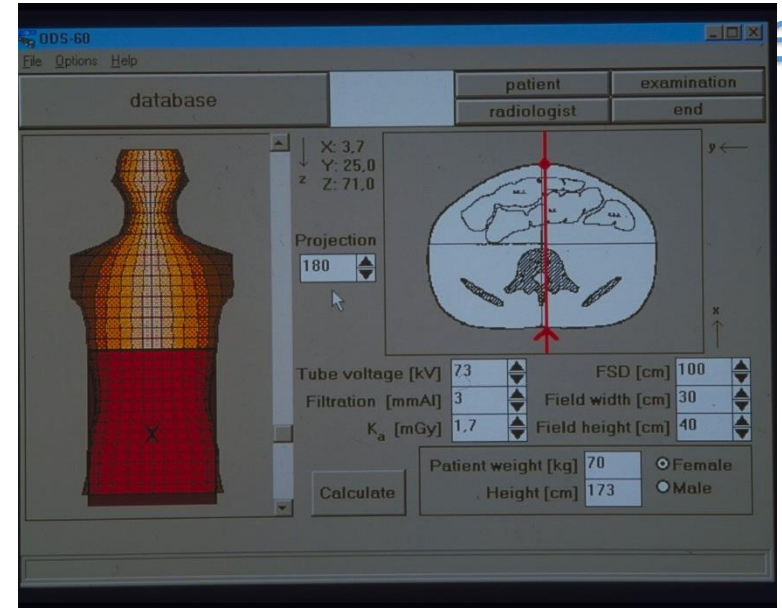 ODS-60
File Options Help
database
patient
examination
radiologist
end
X: 3,7
Y: 25,0
z Z: 71,0
y
Projection
180
x
Tube voltage [kV] 73
FSD [cm] 100
Filtration [mmAl] 3
Field width [cm] 30
Ka [mGy] 1,7
Field height [cm] 40
Patient weight [kg] 70
Female
Height [cm] 173
Male
Calculate
X